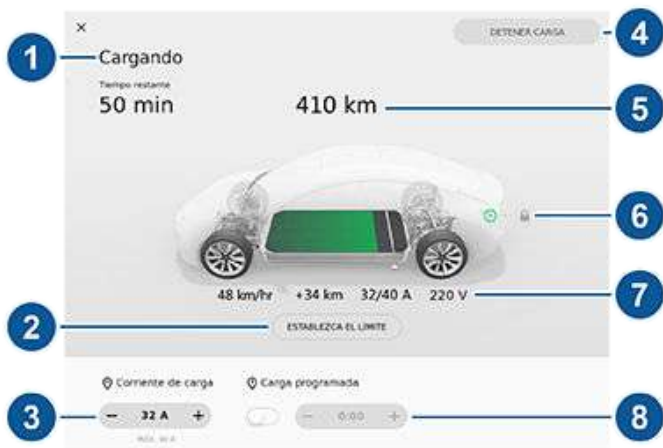 ×
DETENER CARGA
4
1
Cargando
Tiempo restante
50 min
410 km
5
6
48 km/hr +34 km 32/40 A 220 V
7
2
ESTABLEZCA EL LÍMITE
Corriente de carga
Carga programada
3
− 32 A +
− 0:00 +
8